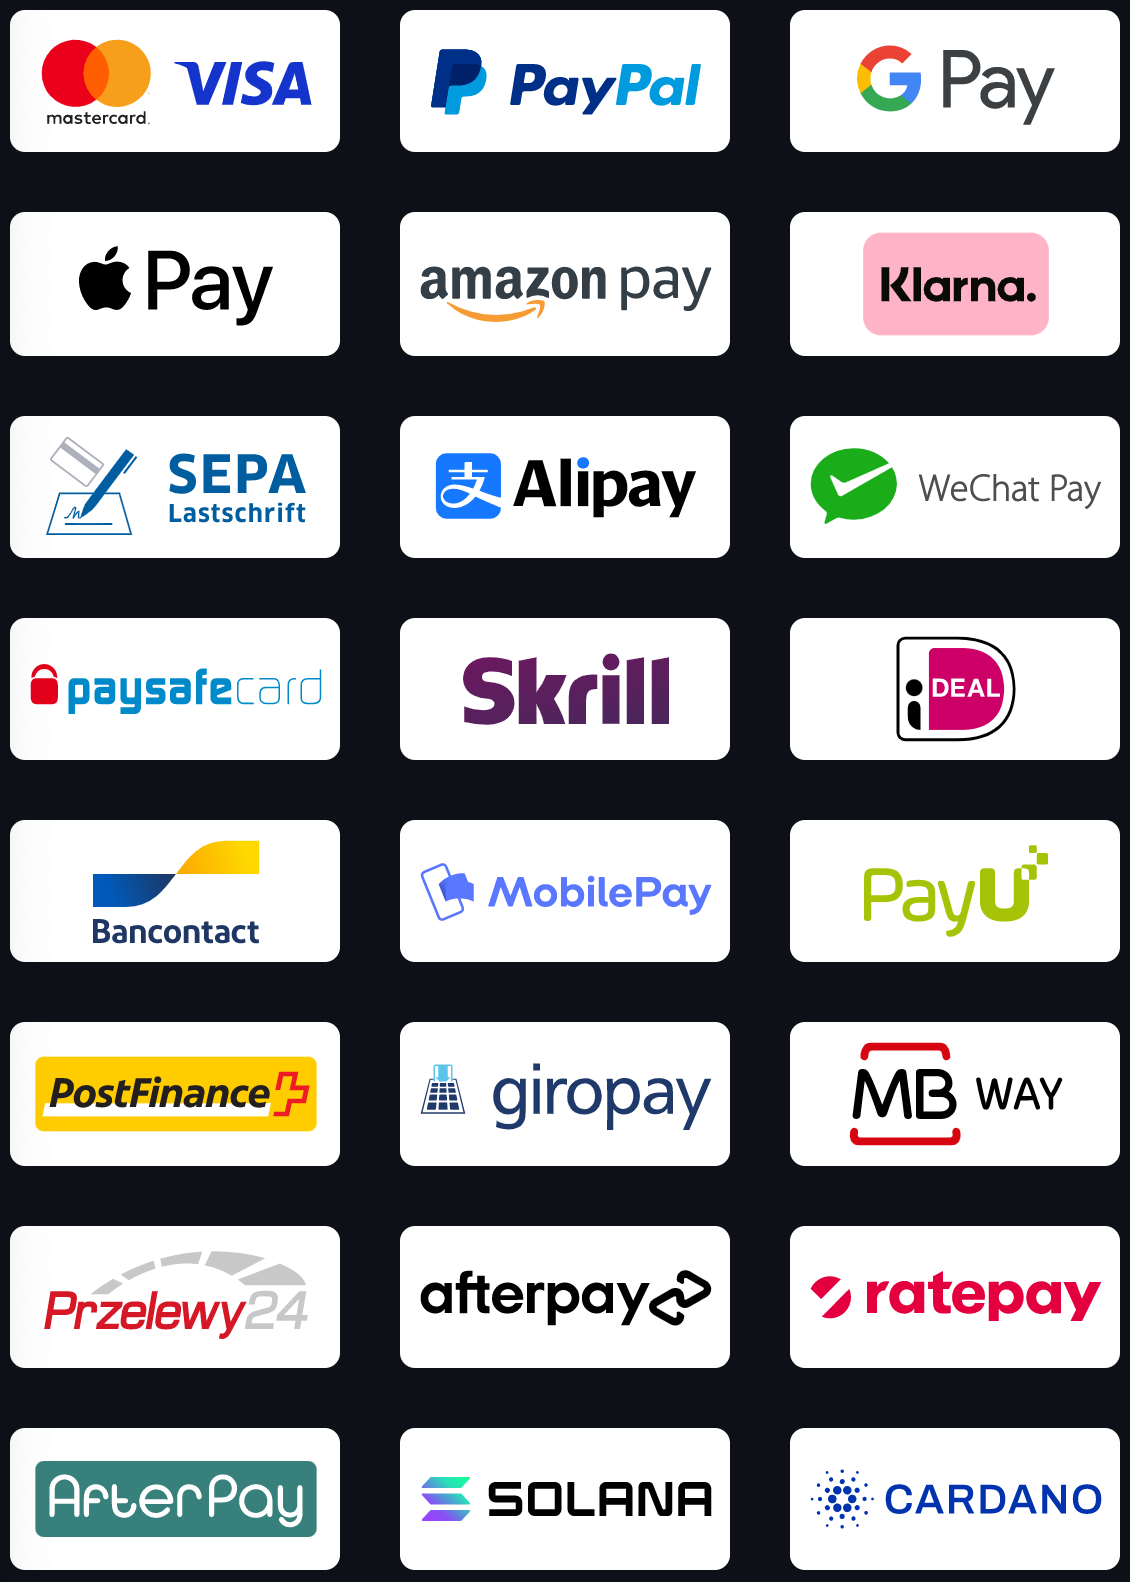 mastercard. VISA
PayPal
G Pay
Pay
amazon pay
Klarna.
SEPA
Lastschrift
支 Alipay
WeChat Pay
paysafecard
Skrill
iDEAL
Bancontact
MobilePay
PayU
PostFinance
giropay
MB WAY
Przelewy24
afterpay
ratepay
AfterPay
SOLANA
CARDANO